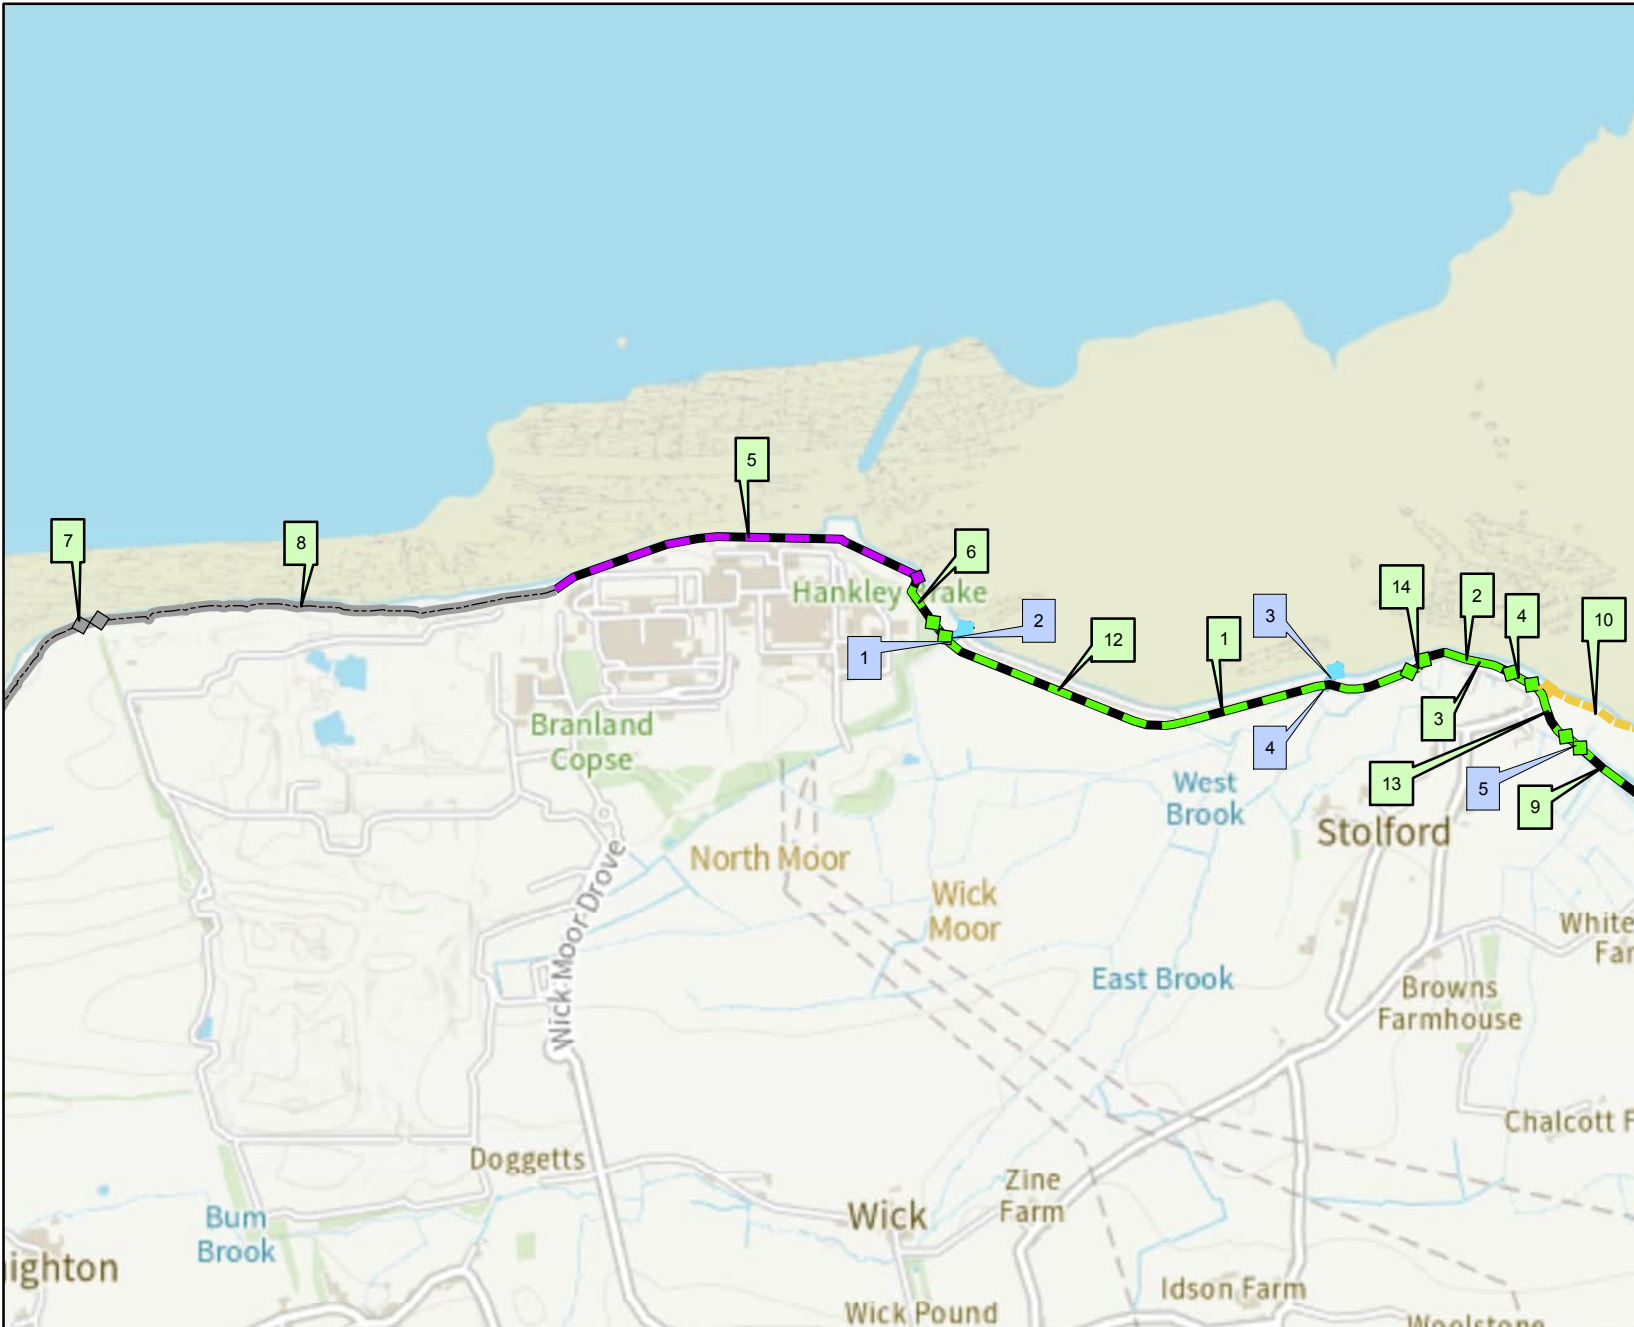 5
7
8
6
Hankley
rake
2
1
12
1
3
4
14
2
4
10
3
13
5
9
Branland
Copse
West
Brook
Stolford
North Moor
Wick
Moor
Wick Moor Drove
White
Far
East Brook
Browns
Farmhouse
Chalcott F
Doggetts
Zine
Farm
Wick
Bum
Brook
ighton
Idson Farm
Wick Pound
Woolstone